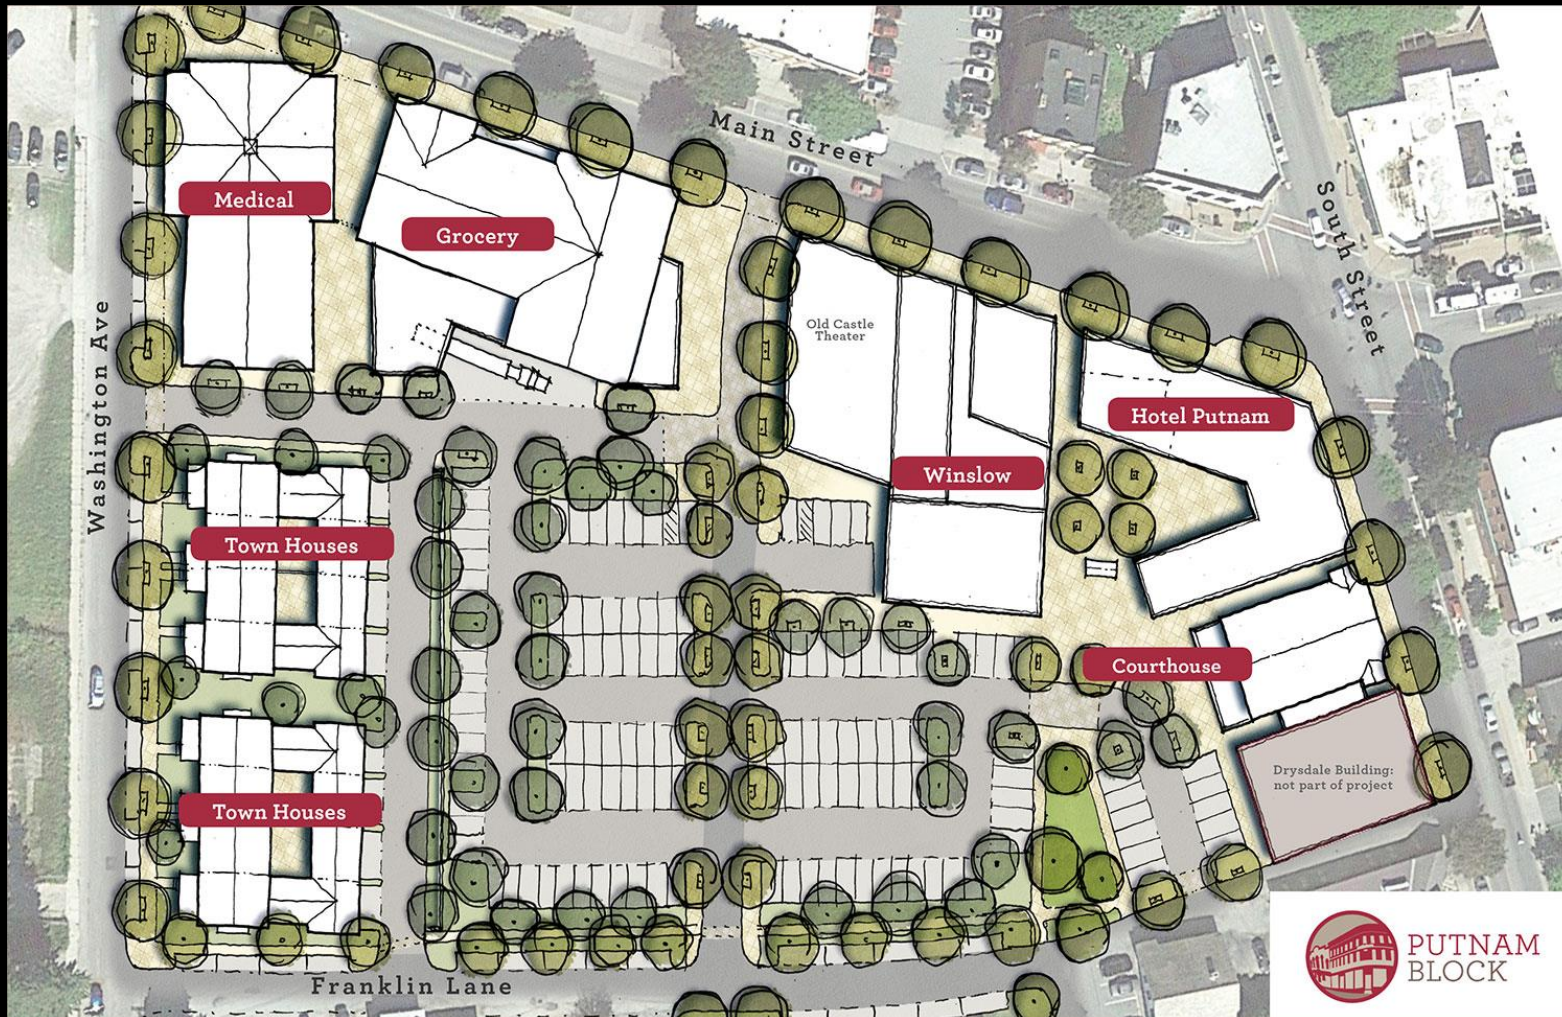 Main Street
South Street
Medical
Grocery
Washington Ave
Old Castle
Theater
Hotel Putnam
Winslow
Town Houses
Courthouse
Drysdale Building:
not part of project
Town Houses
Franklin Lane
PUTNAM
BLOCK